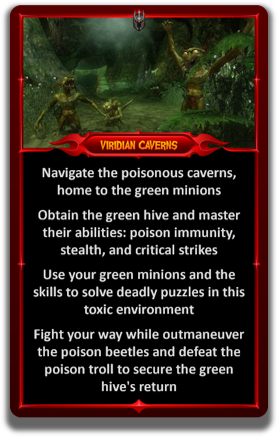 VIRIDIAN CAVERNS
Navigate the poisonous caverns,
home to the green minions
Obtain the green hive and master
their abilities: poison immunity,
stealth, and critical strikes
Use your green minions and the
skills to solve deadly puzzles in this
toxic environment
Fight your way while outmaneuver
the poison beetles and defeat the
poison troll to secure the green
hive's return